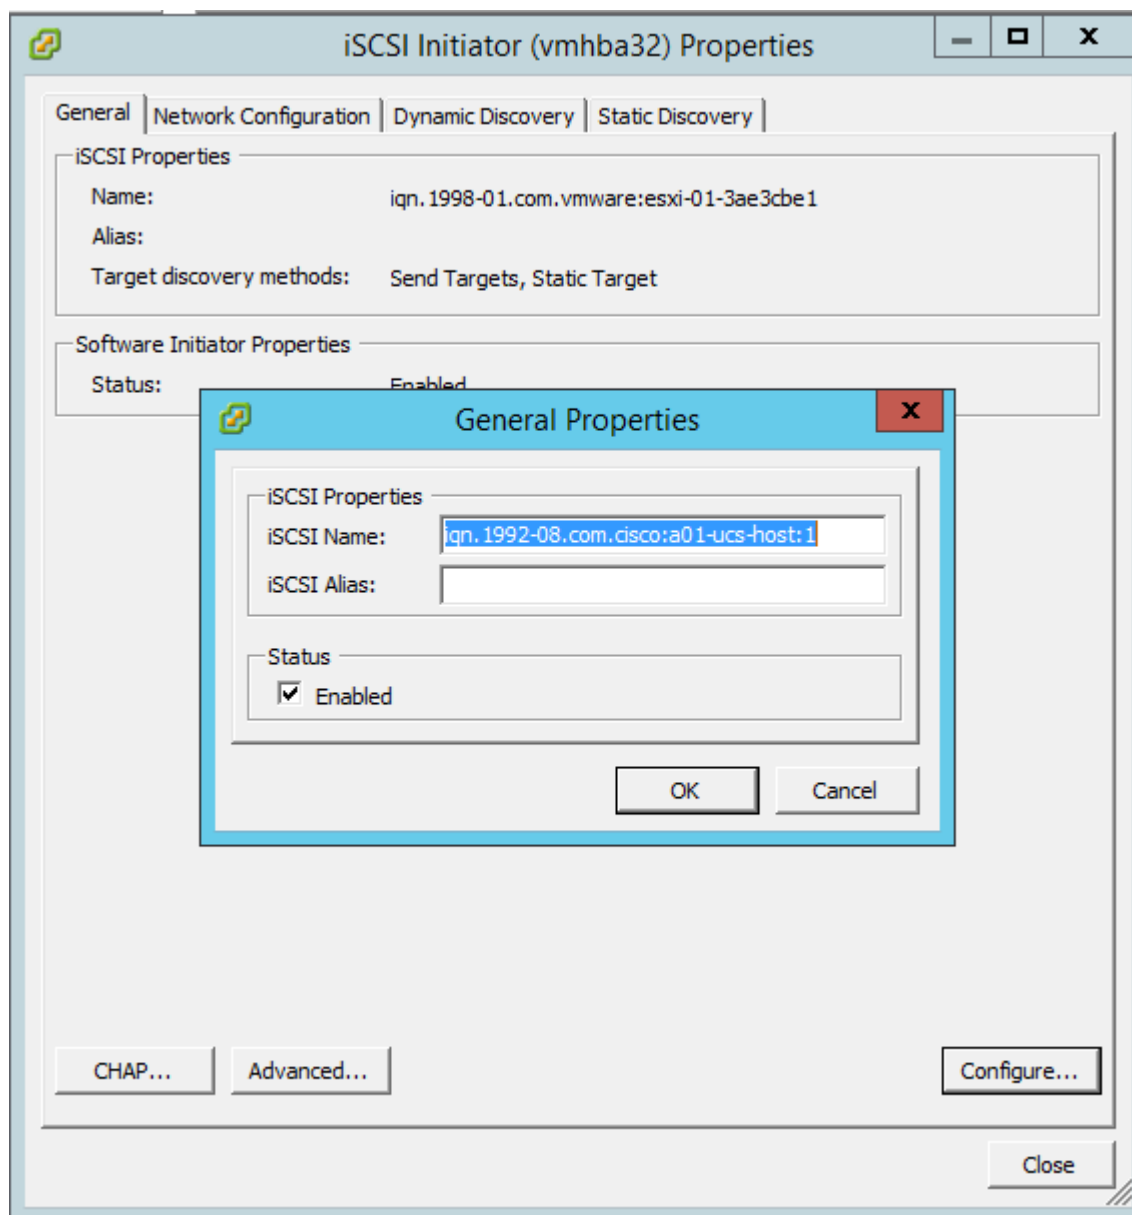 iSCSI Initiator (vmhba32) Properties
General Network Configuration Dynamic Discovery Static Discovery
iSCSI Properties
Name: iqn.1998-01.com.vmware:esxi-01-3ae3cbe1
Alias:
Target discovery methods: Send Targets, Static Target
Software Initiator Properties
Status: Enabled
General Properties
iSCSI Properties
iSCSI Name: iqn.1992-08.com.cisco:a01-ucs-host:1
iSCSI Alias:
Status
Enabled
OK Cancel
CHAP... Advanced... Configure...
Close